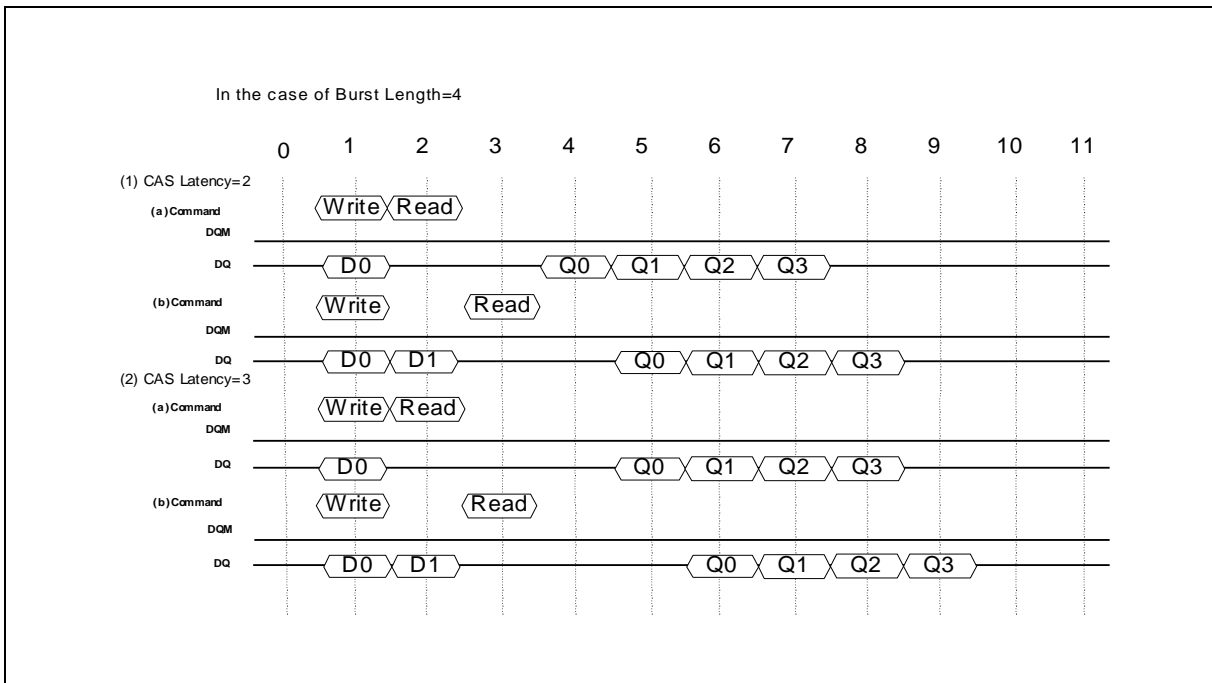 In the case of Burst Length=4
0 1 2 3 4 5 6 7 8 9 10 11
(1) CAS Latency=2
(a)Command Write Read
DQM
DQ D0 Q0 Q1 Q2 Q3
(b)Command Write Read
DQM
DQ D0 D1 Q0 Q1 Q2 Q3
(2) CAS Latency=3
(a)Command Write Read
DQM
DQ D0 Q0 Q1 Q2 Q3
(b)Command Write Read
DQM
DQ D0 D1 Q0 Q1 Q2 Q3